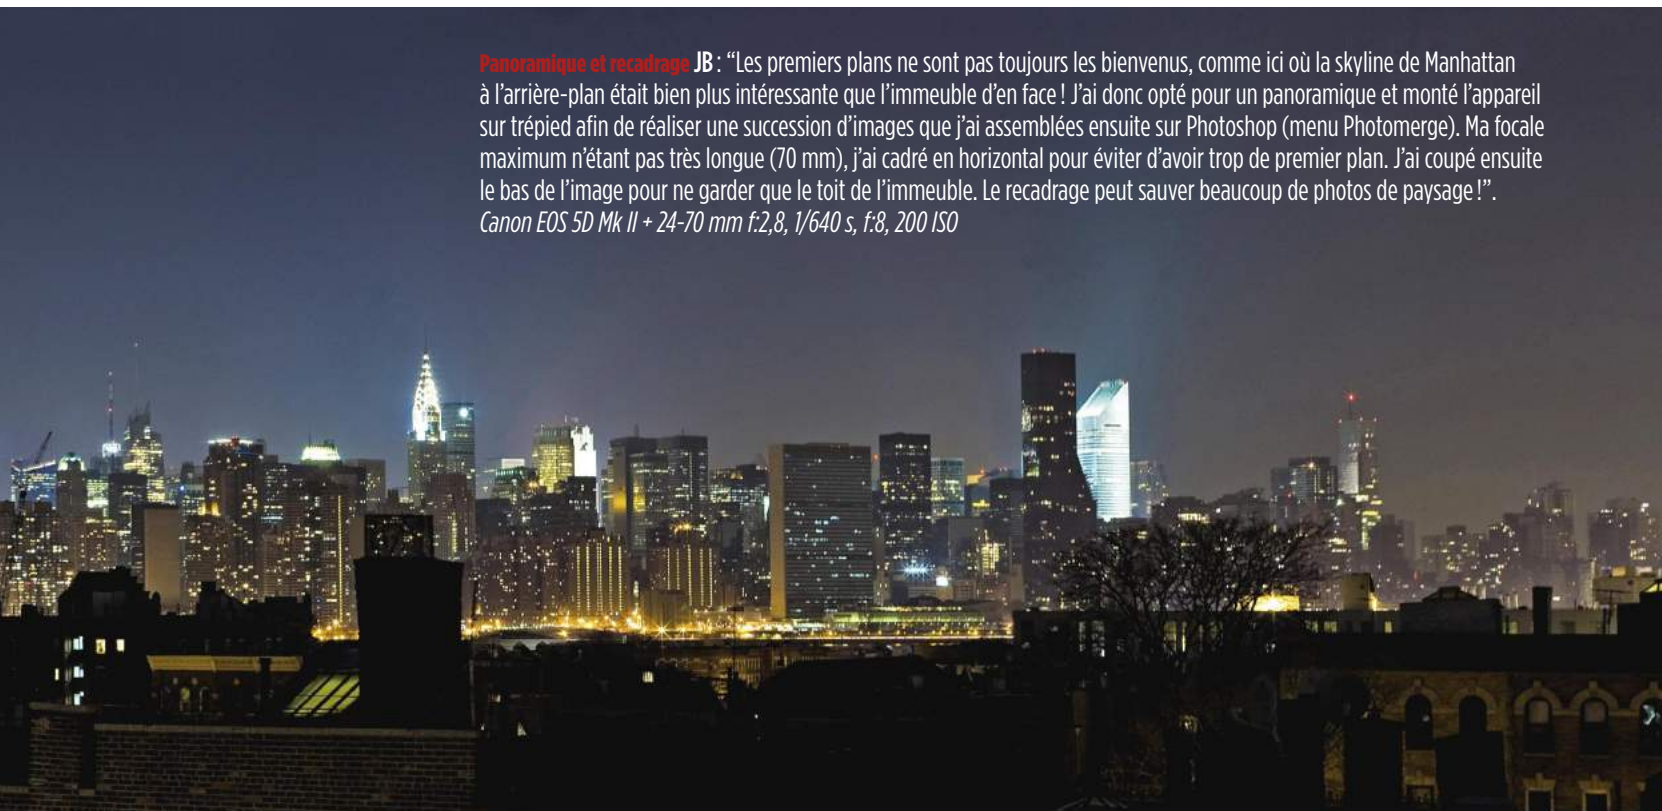 Panoramique et recadrage JB : “Les premiers plans ne sont pas toujours les bienvenus, comme ici où la skyline de Manhattan
à l’arrière-plan était bien plus intéressante que l’immeuble d’en face ! J’ai donc opté pour un panoramique et monté l’appareil
sur trépied afin de réaliser une succession d’images que j’ai assemblées ensuite sur Photoshop (menu Photomerge). Ma focale
maximum n’étant pas très longue (70 mm), j’ai cadré en horizontal pour éviter d’avoir trop de premier plan. J’ai coupé ensuite
le bas de l’image pour ne garder que le toit de l’immeuble. Le recadrage peut sauver beaucoup de photos de paysage !”.
Canon EOS 5D Mk II + 24-70 mm f:2,8, 1/640 s, f:8, 200 ISO